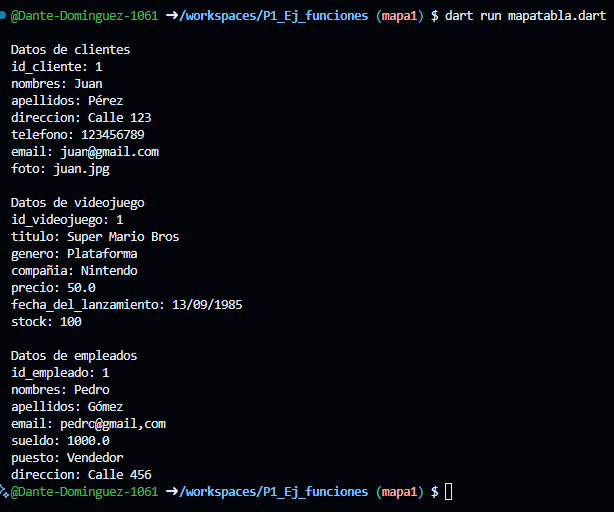 @Dante-Dominguez-1061 ➜/workspaces/P1_Ej_funciones (mapa1) $ dart run mapatabla.dart
Datos de clientes
id_cliente: 1
nombres: Juan
apellidos: Pérez
direccion: Calle 123
telefono: 123456789
email: juan@gmail.com
foto: juan.jpg
Datos de videojuego
id_videojuego: 1
titulo: Super Mario Bros
genero: Plataforma
compañia: Nintendo
precio: 50.0
fecha_del_lanzamiento: 13/09/1985
stock: 100
Datos de empleados
id_empleado: 1
nombres: Pedro
apellidos: Gómez
email: pedro@gmail,com
sueldo: 1000.0
puesto: Vendedor
direccion: Calle 456
@Dante-Dominguez-1061 ➜/workspaces/P1_Ej_funciones (mapa1) $